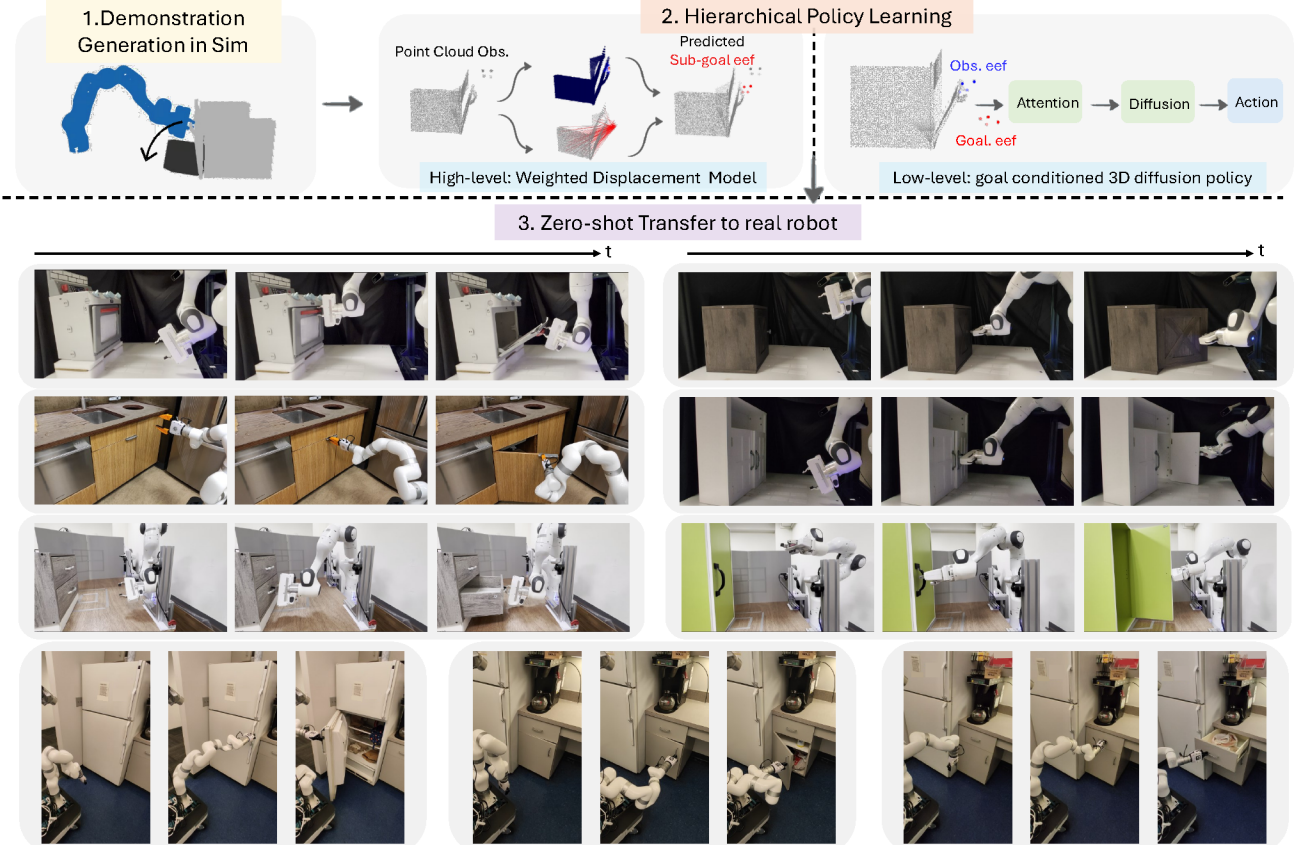 1.Demonstration
Generation in Sim
2. Hierarchical Policy Learning
Point Cloud Obs.
Predicted
Sub-goal eef
High-level: Weighted Displacement Model
Obs. eef
Goal. eef
Attention
Diffusion
Action
Low-level: goal conditioned 3D diffusion policy
3. Zero-shot Transfer to real robot
t
t